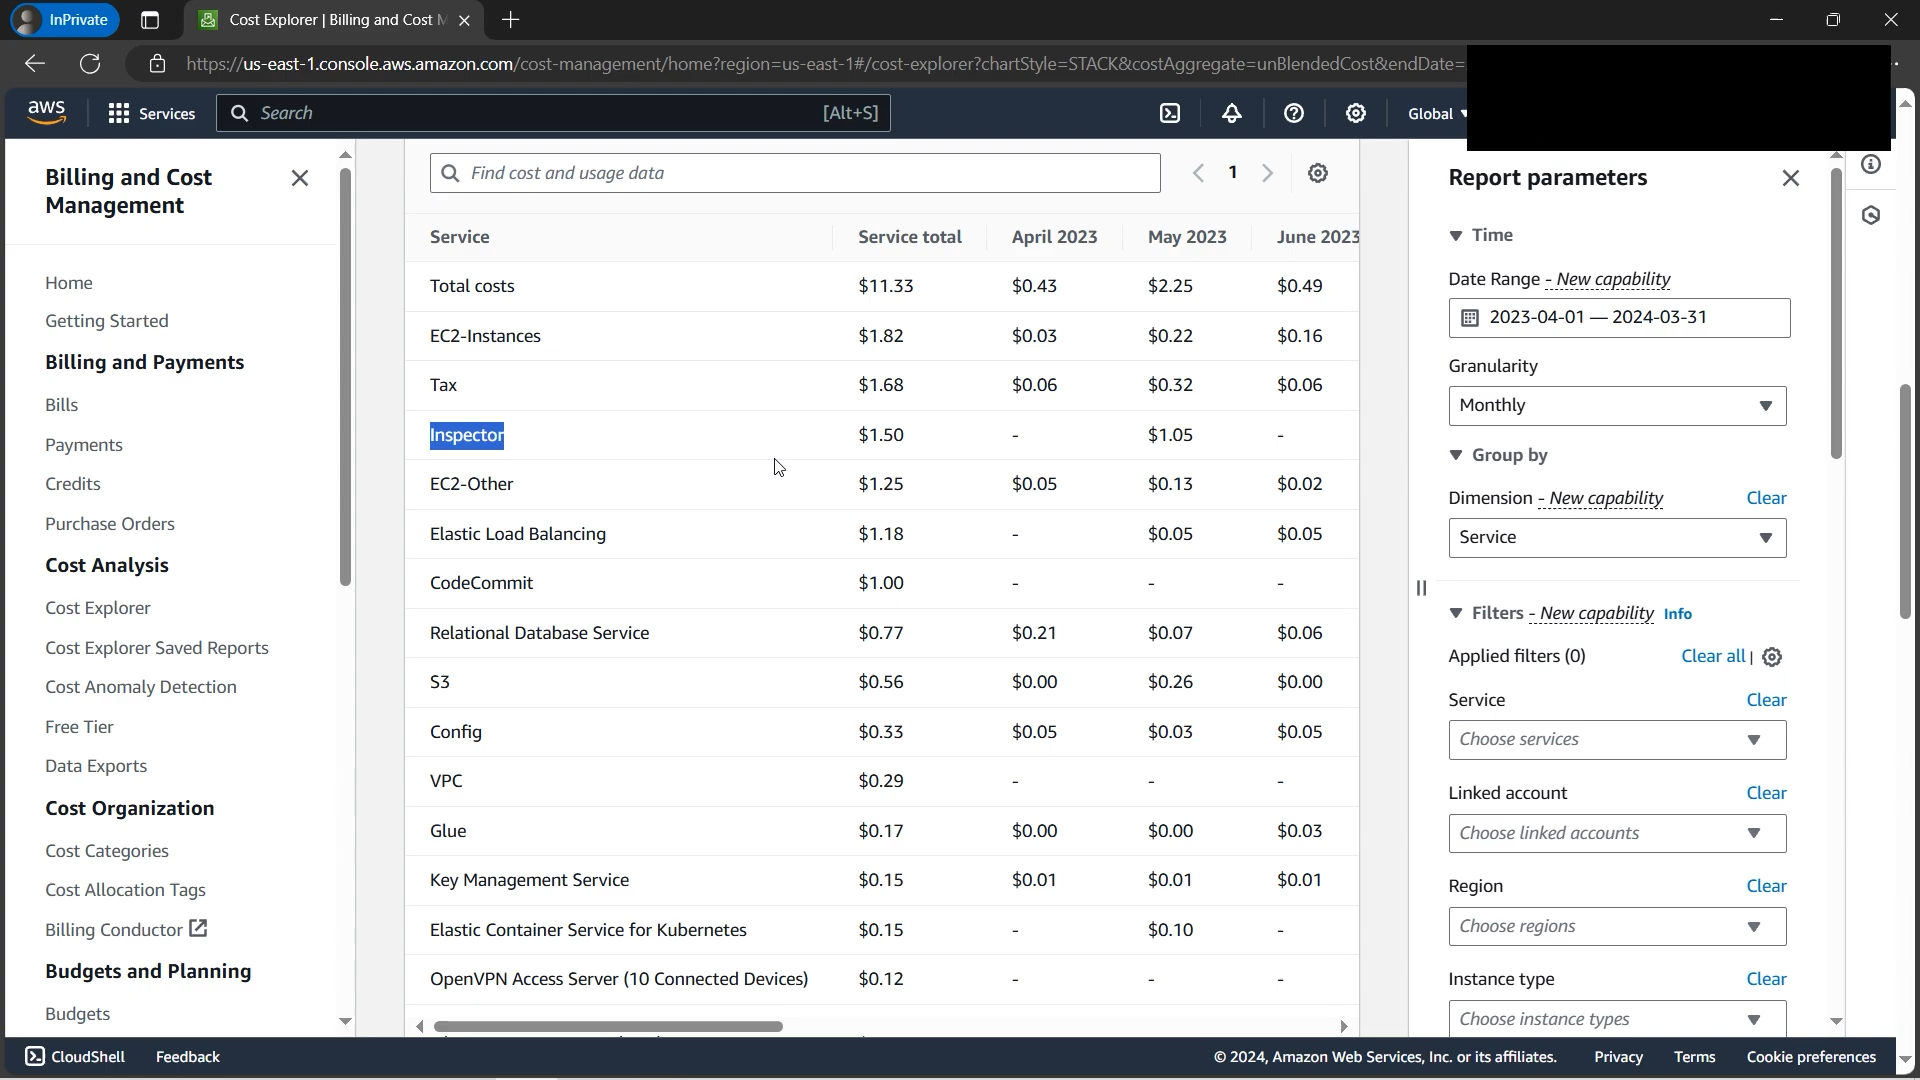 InPrivate
Cost Explorer | Billing and Cost M
https://us-east-1.console.aws.amazon.com/cost-management/home?region=us-east-1#/cost-explorer?chartStyle=STACK&costAggregate=unBlendedCost&endDate=
aws
Services
Search
[Alt+S]
Global
Billing and Cost
Management
Home
Getting Started
Billing and Payments
Bills
Payments
Credits
Purchase Orders
Cost Analysis
Cost Explorer
Cost Explorer Saved Reports
Cost Anomaly Detection
Free Tier
Data Exports
Cost Organization
Cost Categories
Cost Allocation Tags
Billing Conductor
Budgets and Planning
Budgets
Find cost and usage data
1
Service Service total April 2023 May 2023 June 2023
Total costs $11.33 $0.43 $2.25 $0.49
EC2-Instances $1.82 $0.03 $0.22 $0.16
Tax $1.68 $0.06 $0.32 $0.06
Inspector $1.50 - $1.05 -
EC2-Other $1.25 $0.05 $0.13 $0.02
Elastic Load Balancing $1.18 - $0.05 $0.05
CodeCommit $1.00 - - -
Relational Database Service $0.77 $0.21 $0.07 $0.06
S3 $0.56 $0.00 $0.26 $0.00
Config $0.33 $0.05 $0.03 $0.05
VPC $0.29 - - -
Glue $0.17 $0.00 $0.00 $0.03
Key Management Service $0.15 $0.01 $0.01 $0.01
Elastic Container Service for Kubernetes $0.15 - $0.10 -
OpenVPN Access Server (10 Connected Devices) $0.12 - - -
Report parameters
Time
Date Range - New capability
2023-04-01 — 2024-03-31
Granularity
Monthly
Group by
Dimension - New capability Clear
Service
Filters - New capability Info
Applied filters (0) Clear all |
Service Clear
Choose services
Linked account Clear
Choose linked accounts
Region Clear
Choose regions
Instance type Clear
Choose instance types
CloudShell Feedback © 2024, Amazon Web Services, Inc. or its affiliates. Privacy Terms Cookie preferences